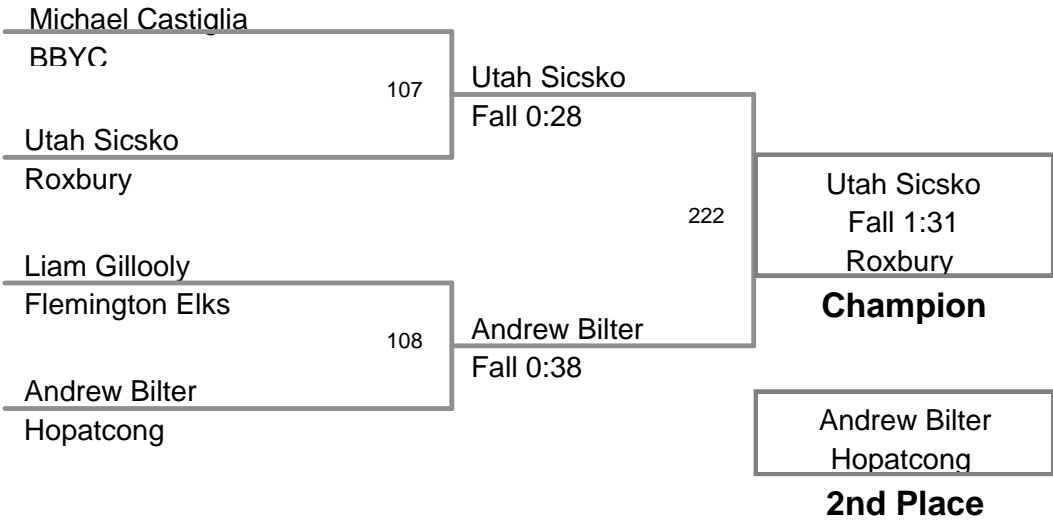 Michael Castiglia
BBYC
107
Utah Sicsko
Fall 0:28
Utah Sicsko
Roxbury
222
Utah Sicsko
Fall 1:31
Roxbury
Champion
Liam Gillooly
Flemington Elks
108
Andrew Bilter
Fall 0:38
Andrew Bilter
Hopatcong
Andrew Bilter
Hopatcong
2nd Place